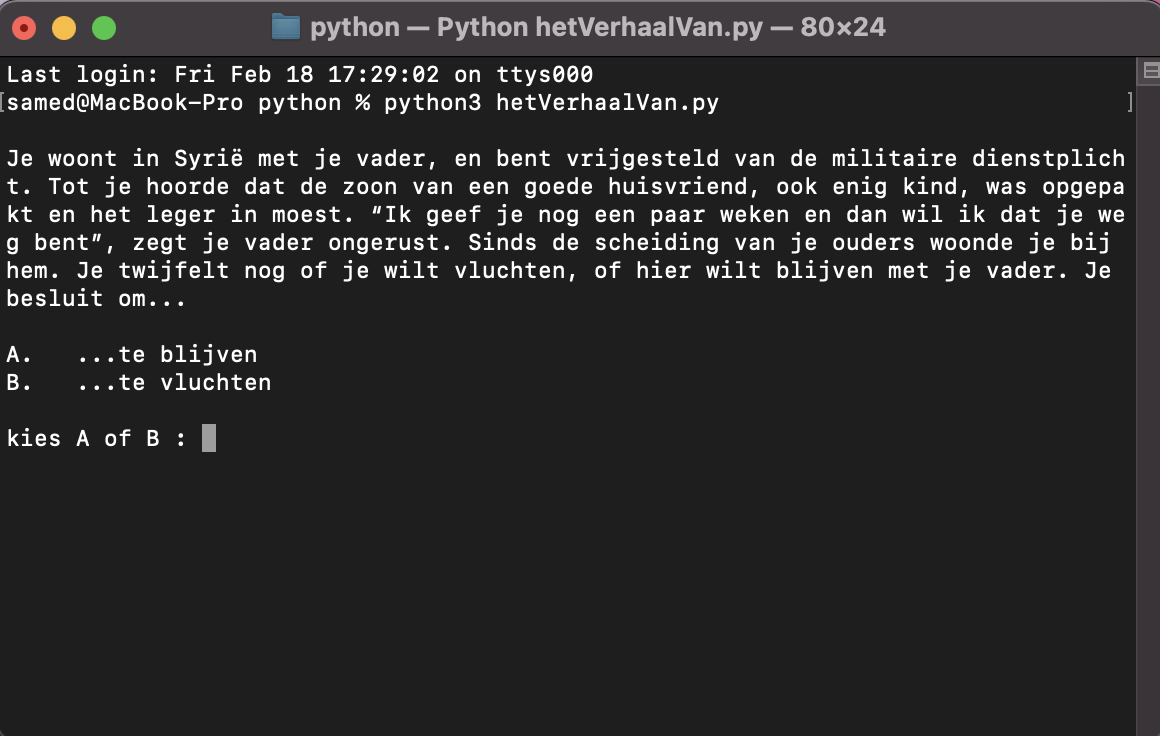 python — Python hetVerhaalVan.py — 80×24
Last login: Fri Feb 18 17:29:02 on ttys000
[samed@MacBook-Pro python % python3 hetVerhaalVan.py ]
Je woont in Syrië met je vader, en bent vrijgesteld van de militaire dienstplich
t. Tot je hoorde dat de zoon van een goede huisvriend, ook enig kind, was opgepa
kt en het leger in moest. “Ik geef je nog een paar weken en dan wil ik dat je we
g bent”, zegt je vader ongerust. Sinds de scheiding van je ouders woonde je bij
hem. Je twijfelt nog of je wilt vluchten, of hier wilt blijven met je vader. Je
besluit om...
A. ...te blijven
B. ...te vluchten
kies A of B :